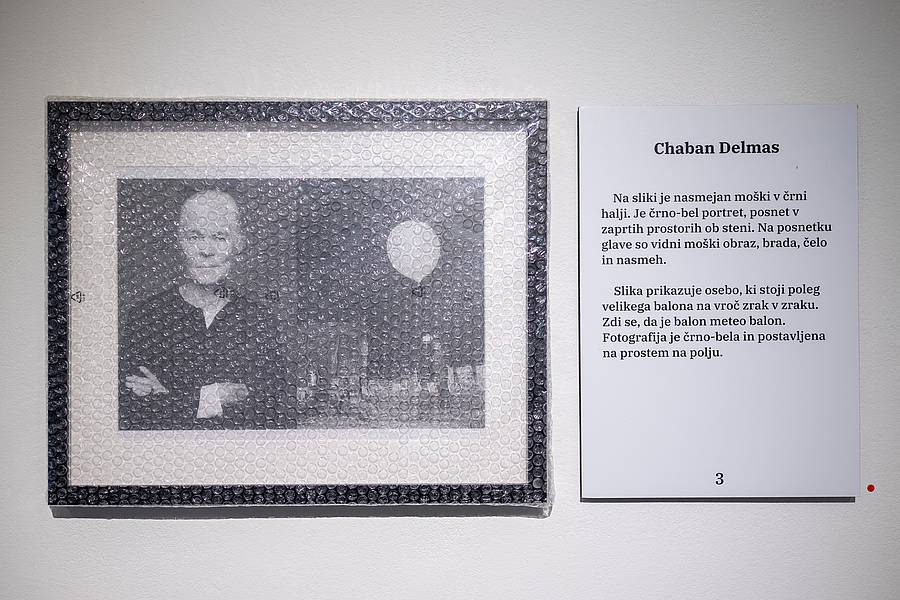 Chaban Delmas
Na sliki je nasmejan moški v črni
halji. Je črno-bel portret, posnet v
zaprtih prostorih ob steni. Na posnetku
glave so vidni moški obraz, brada, čelo
in nasmeh.
Slika prikazuje osebo, ki stoji poleg
velikega balona na vroč zrak v zraku.
Zdi se, da je balon meteo balon.
Fotografija je črno-bela in postavljena
na prostem na polju.
3